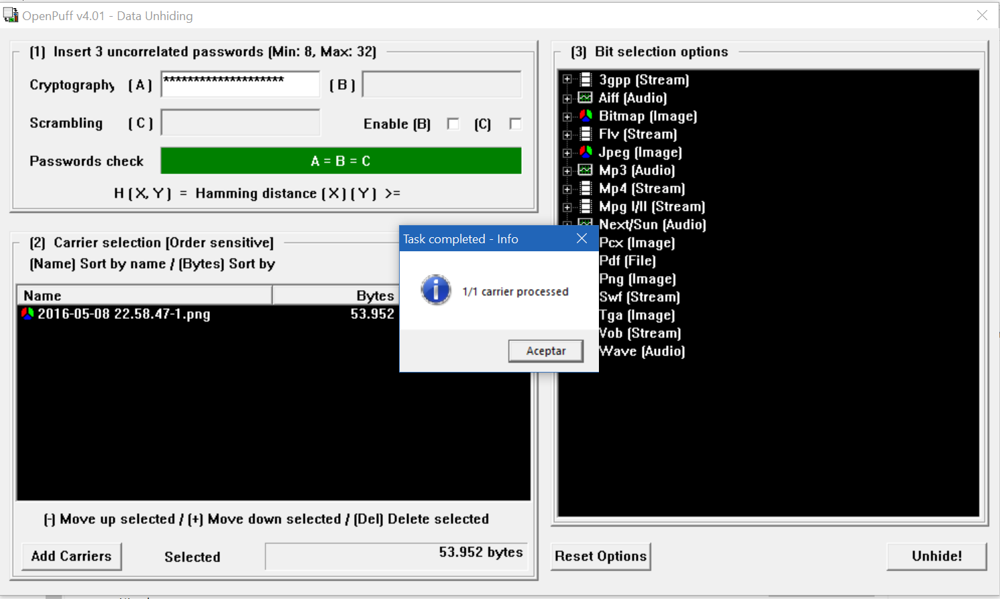 OpenPuff v4.01 - Data Unhiding
(1) Insert 3 uncorrelated passwords (Min: 8, Max: 32)
Cryptography (A) ******************** (B)
Scrambling (C) Enable (B) (C)
Passwords check A = B = C
H (X, Y) = Hamming distance (X) (Y) >=
(2) Carrier selection [Order sensitive]
(Name) Sort by name / (Bytes) Sort by
Name Bytes
2016-05-08 22.58.47-1.png 53.952
(-) Move up selected / (+) Move down selected / (Del) Delete selected
Add Carriers Selected 53.952 bytes
Task completed - Info
1/1 carrier processed
Aceptar
(3) Bit selection options
3gpp (Stream)
Aiff (Audio)
Bitmap (Image)
Flv (Stream)
Jpeg (Image)
Mp3 (Audio)
Mp4 (Stream)
Mpg I/II (Stream)
Next/Sun (Audio)
Pcx (Image)
Pdf (File)
Png (Image)
Swf (Stream)
Tga (Image)
Vob (Stream)
Wave (Audio)
Reset Options Unhide!